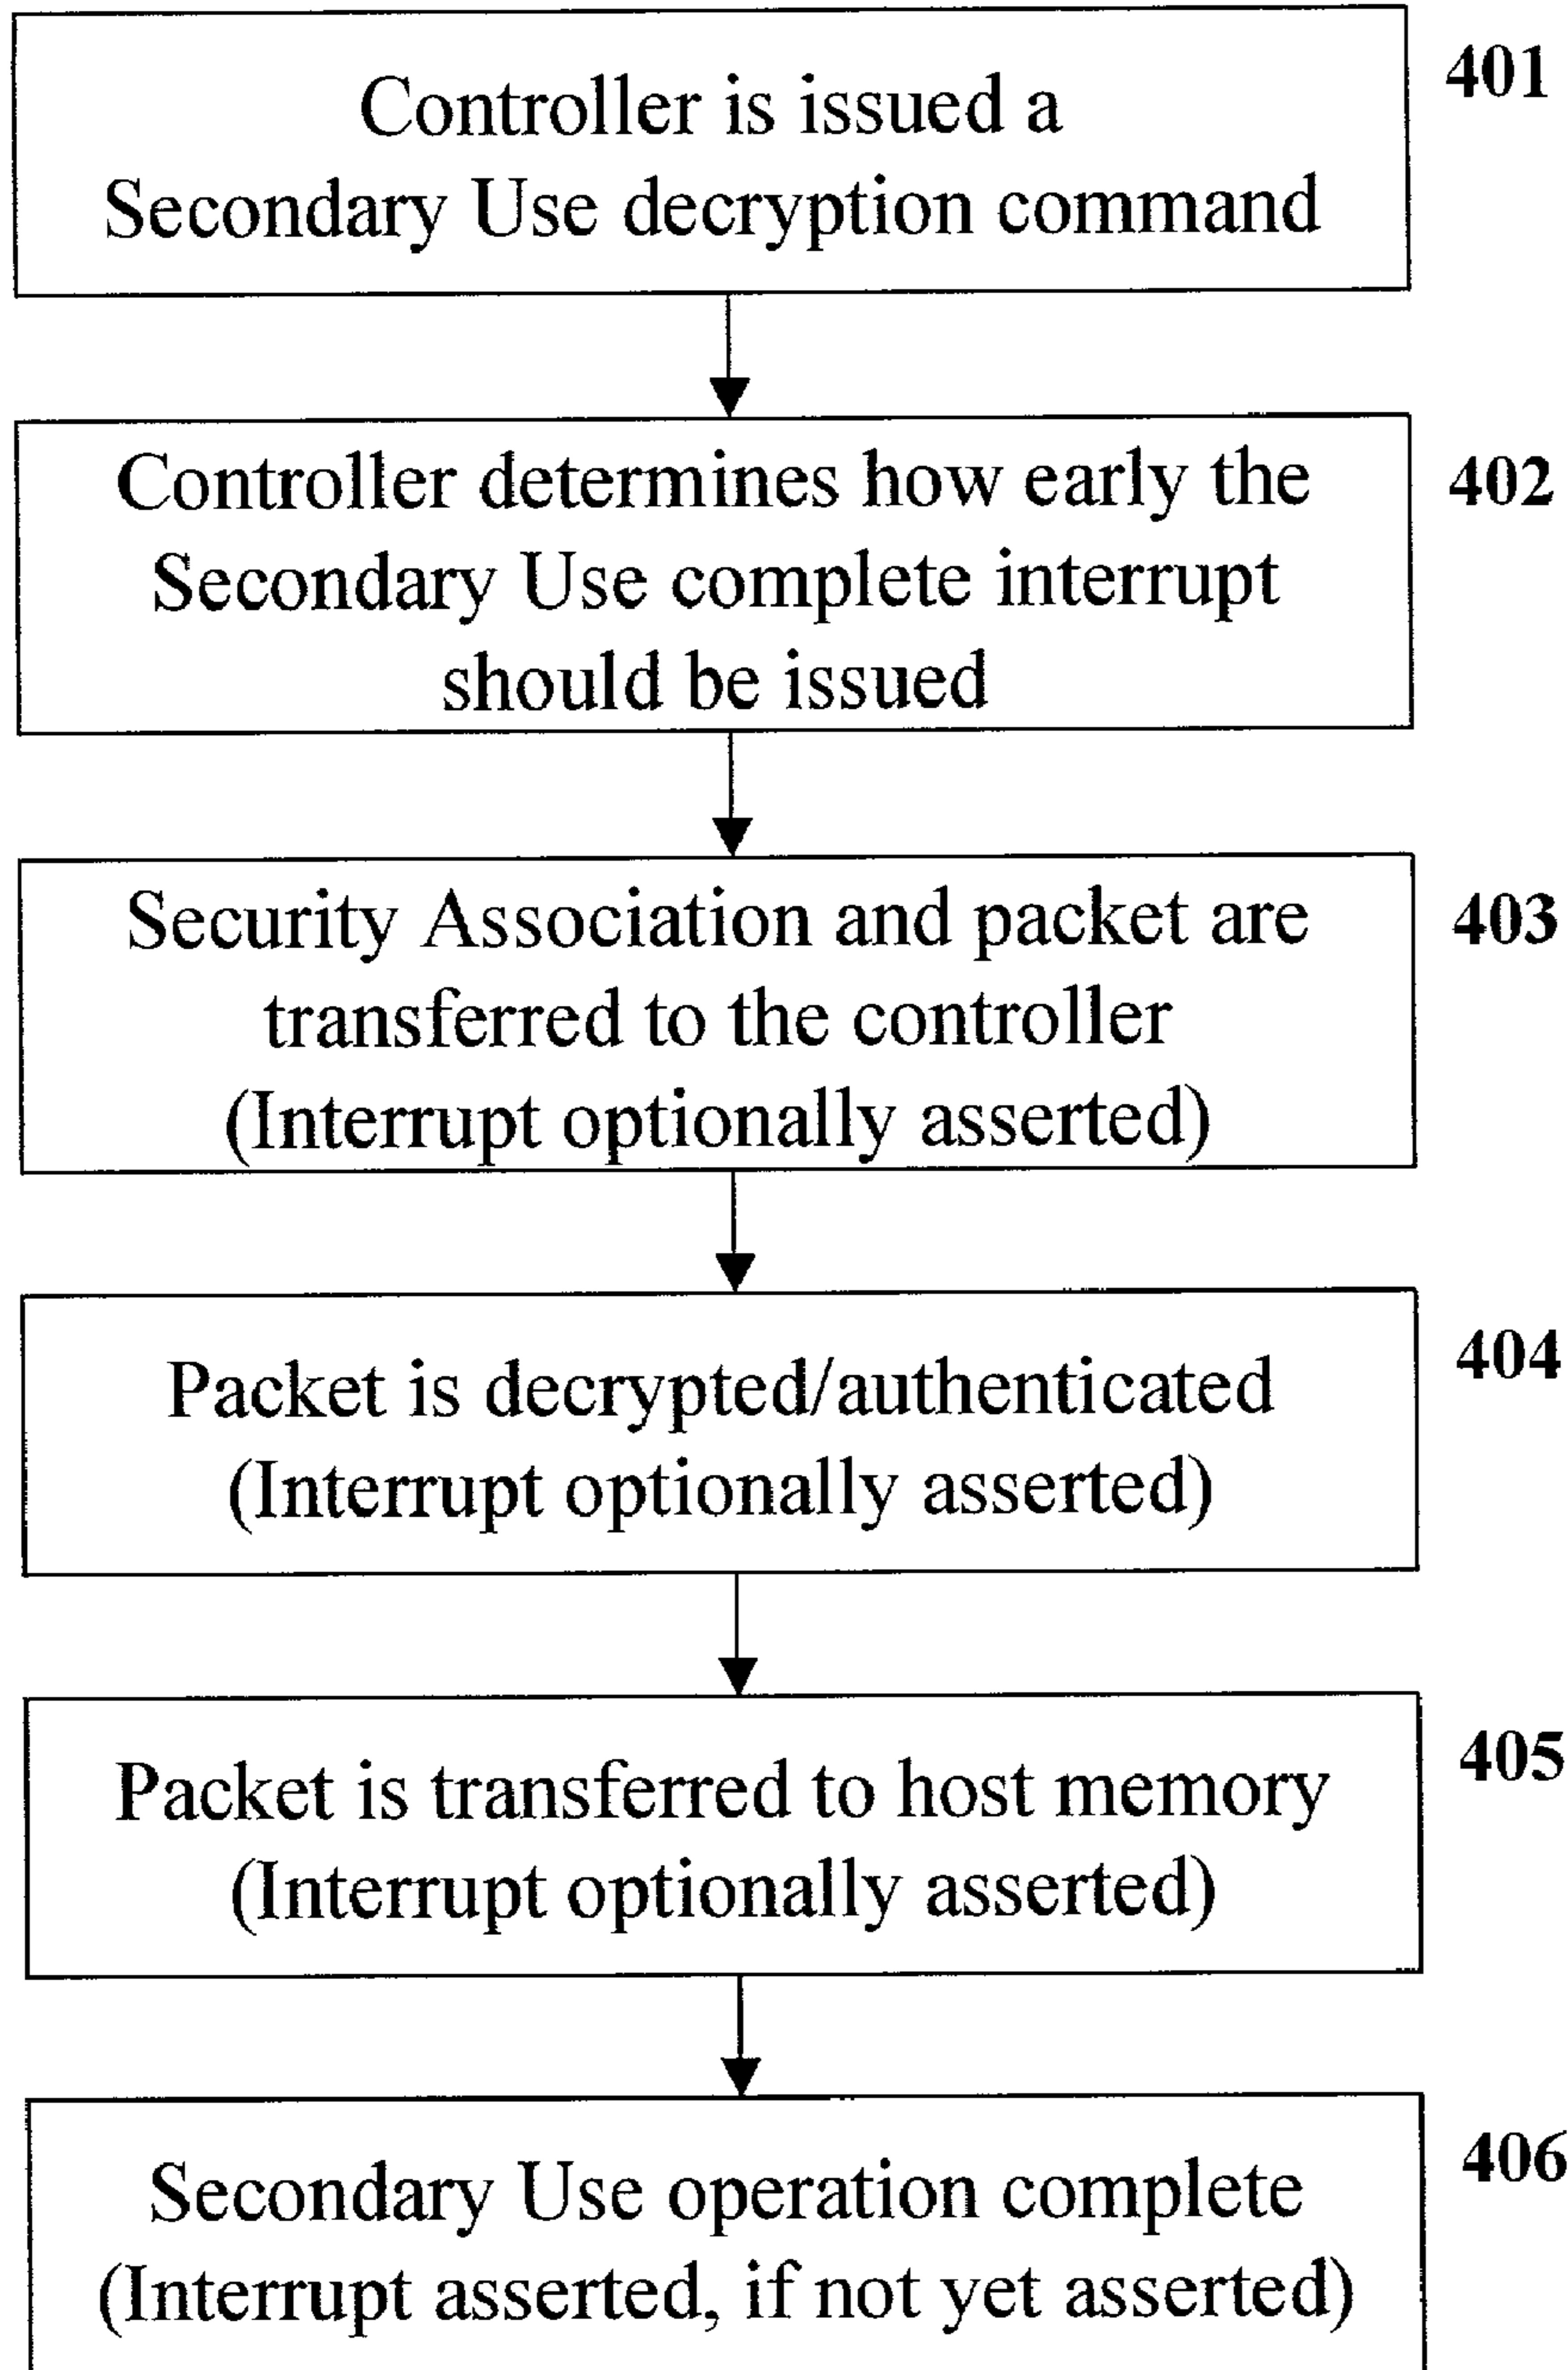 Controller is issued a
Secondary Use decryption command
401
Controller determines how early the
Secondary Use complete interrupt
should be issued
402
Security Association and packet are
transferred to the controller
(Interrupt optionally asserted)
403
Packet is decrypted/authenticated
(Interrupt optionally asserted)
404
Packet is transferred to host memory
(Interrupt optionally asserted)
405
Secondary Use operation complete
(Interrupt asserted, if not yet asserted)
406